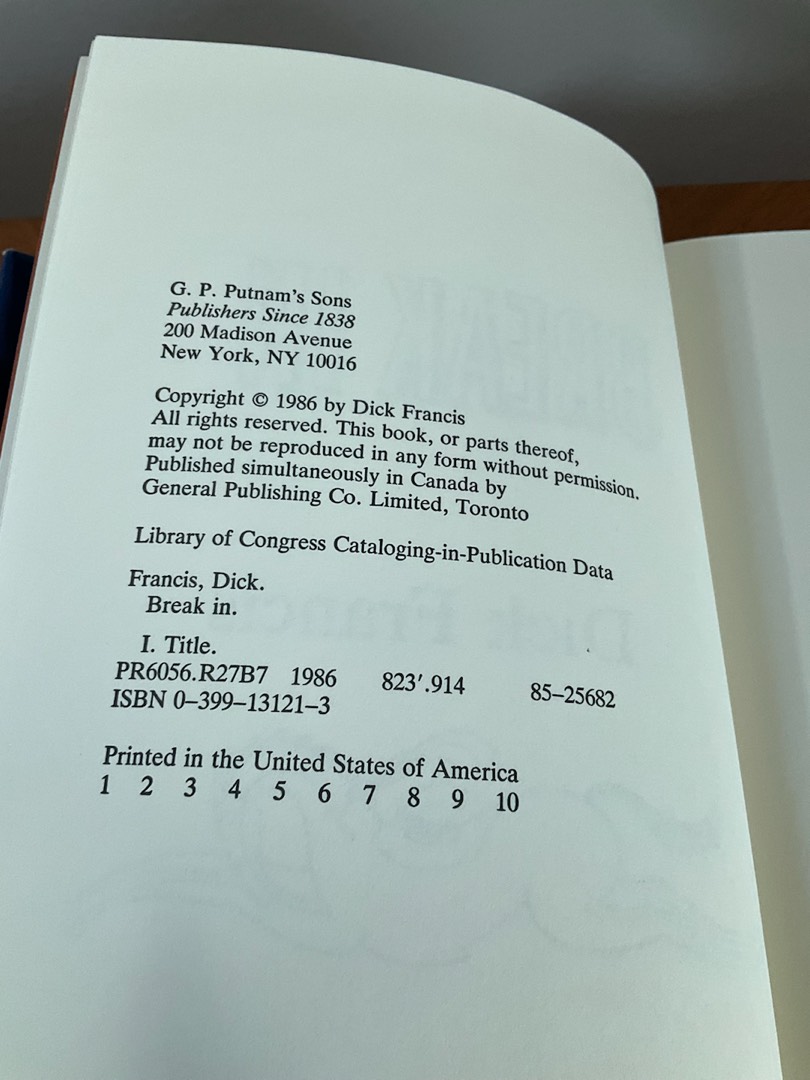 G. P. Putnam's Sons
Publishers Since 1838
200 Madison Avenue
New York, NY 10016
Copyright © 1986 by Dick Francis
All rights reserved. This book, or parts thereof,
may not be reproduced in any form without permission.
Published simultaneously in Canada by
General Publishing Co. Limited, Toronto
Library of Congress Cataloging-in-Publication Data
Francis, Dick.
Break in.
I. Title.
PR6056.R27B7 1986 823′.914 85–25682
ISBN 0–399–13121–3
Printed in the United States of America
1 2 3 4 5 6 7 8 9 10